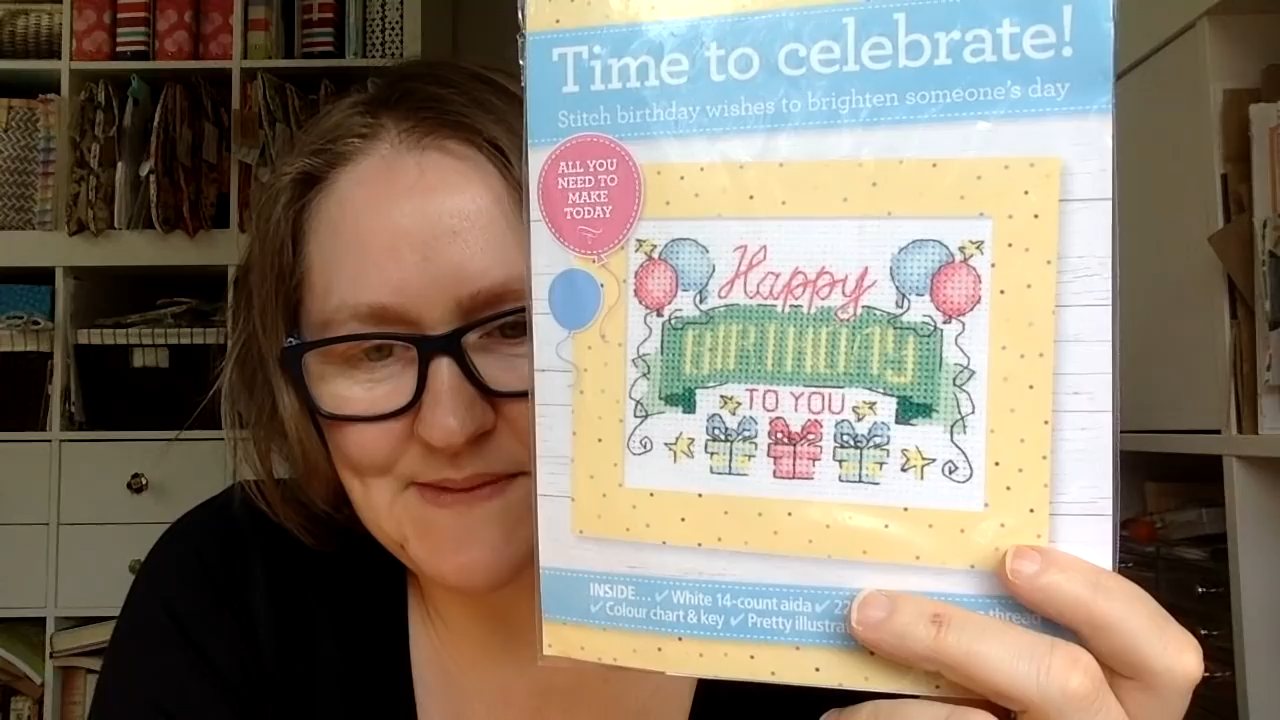 Time to celebrate!
Stitch birthday wishes to brighten someone's day
ALL YOU
NEED TO
MAKE
TODAY
Happy
BIRTHDAY
TO YOU
INSIDE... ✓ White 14-count aida ✓ 22 thread
✓ Colour chart & key ✓ Pretty